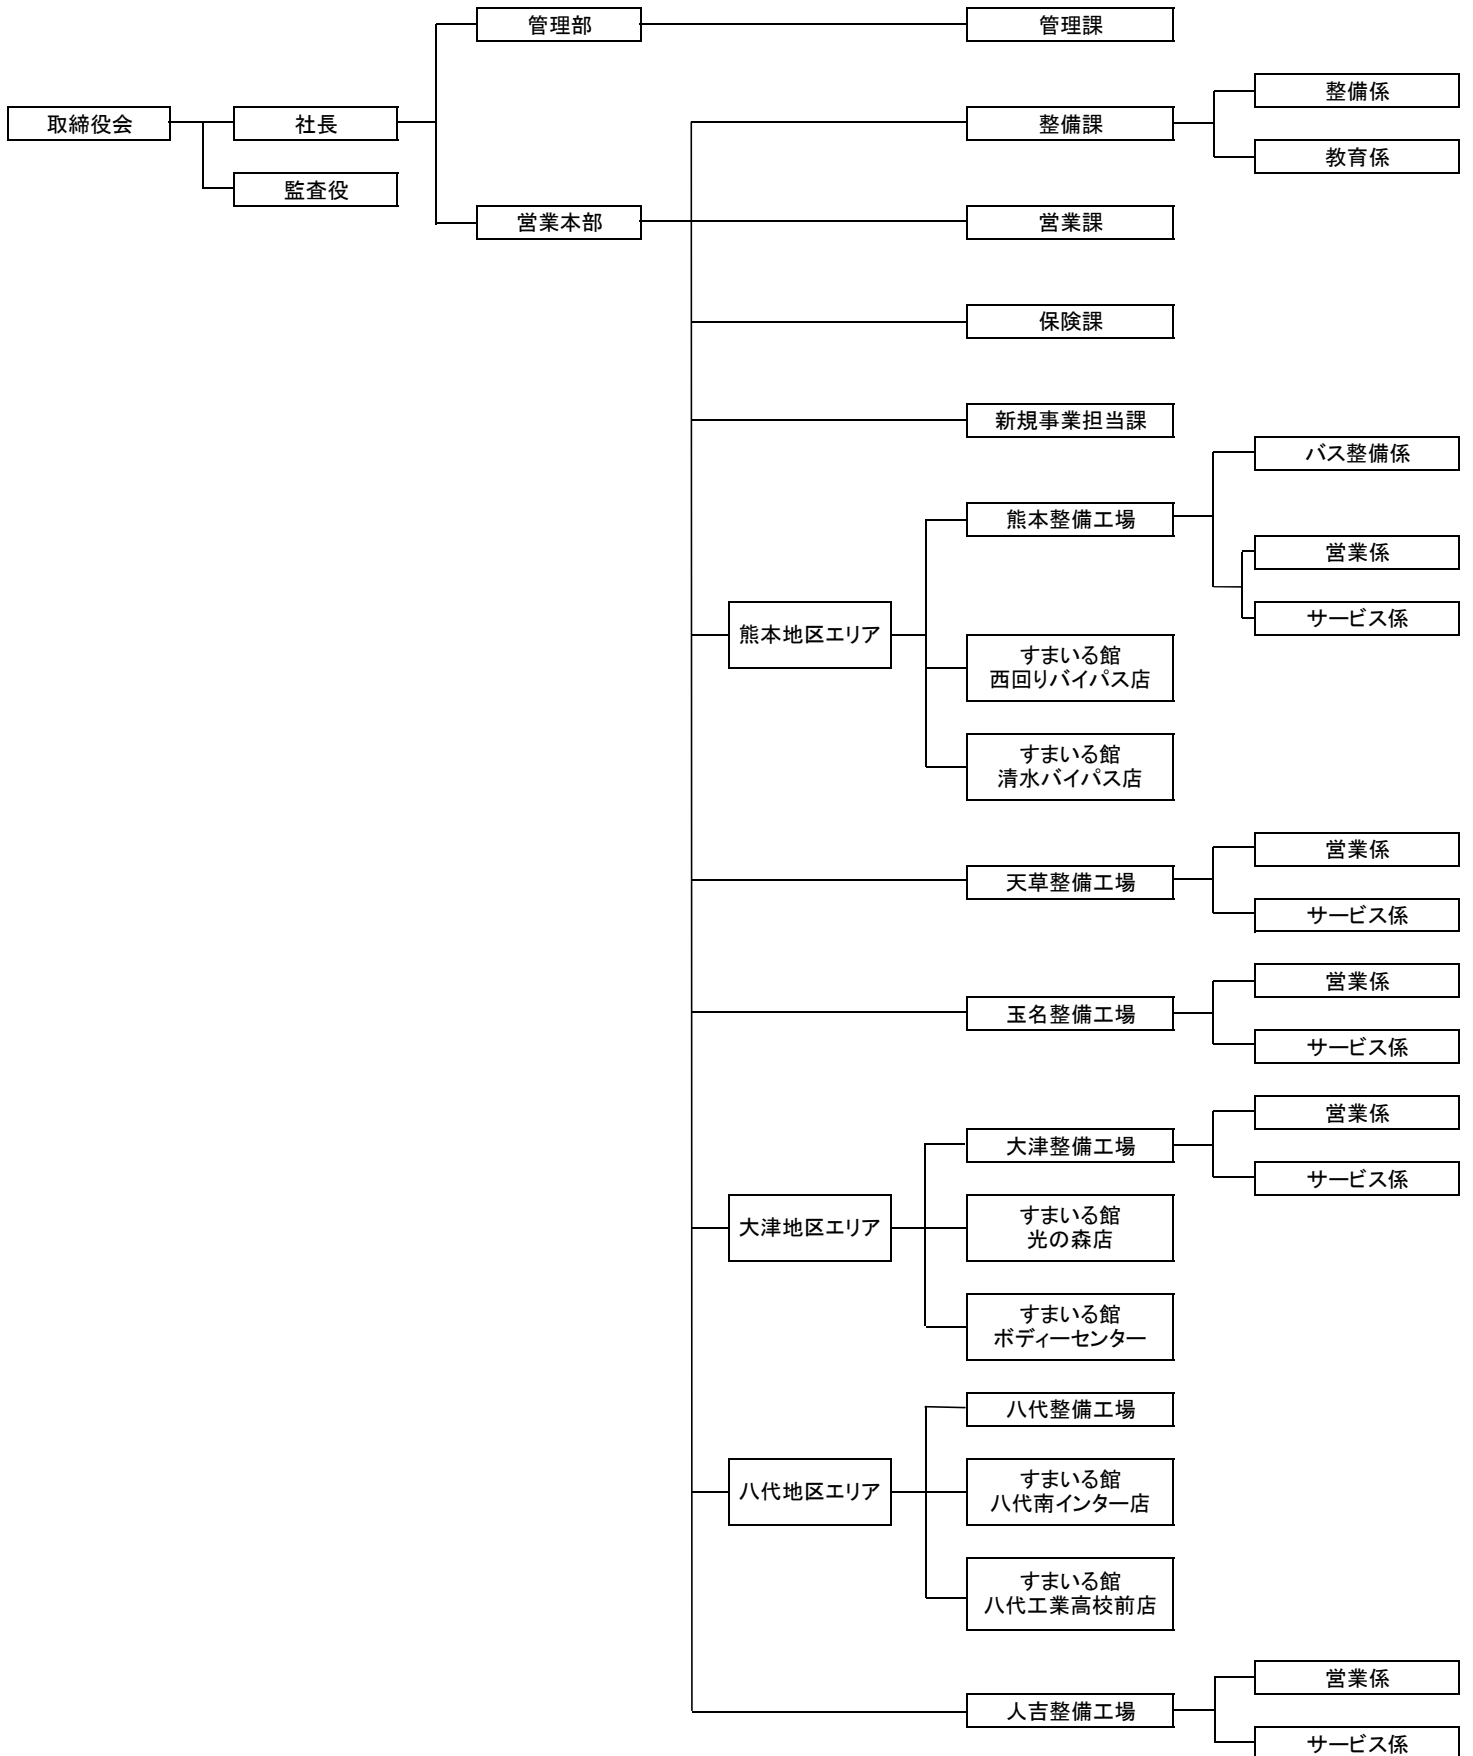 管理部
管理課
整備係
取締役会
社長
整備課
教育係
監査役
営業本部
営業課
保険課
新規事業担当課
バス整備係
熊本整備工場
営業係
サービス係
熊本地区エリア
すまいる館
西回りバイパス店
すまいる館
清水バイパス店
営業係
天草整備工場
サービス係
営業係
玉名整備工場
サービス係
営業係
大津整備工場
サービス係
大津地区エリア
すまいる館
光の森店
すまいる館
ボディーセンター
八代整備工場
八代地区エリア
すまいる館
八代南インター店
すまいる館
八代工業高校前店
営業係
人吉整備工場
サービス係